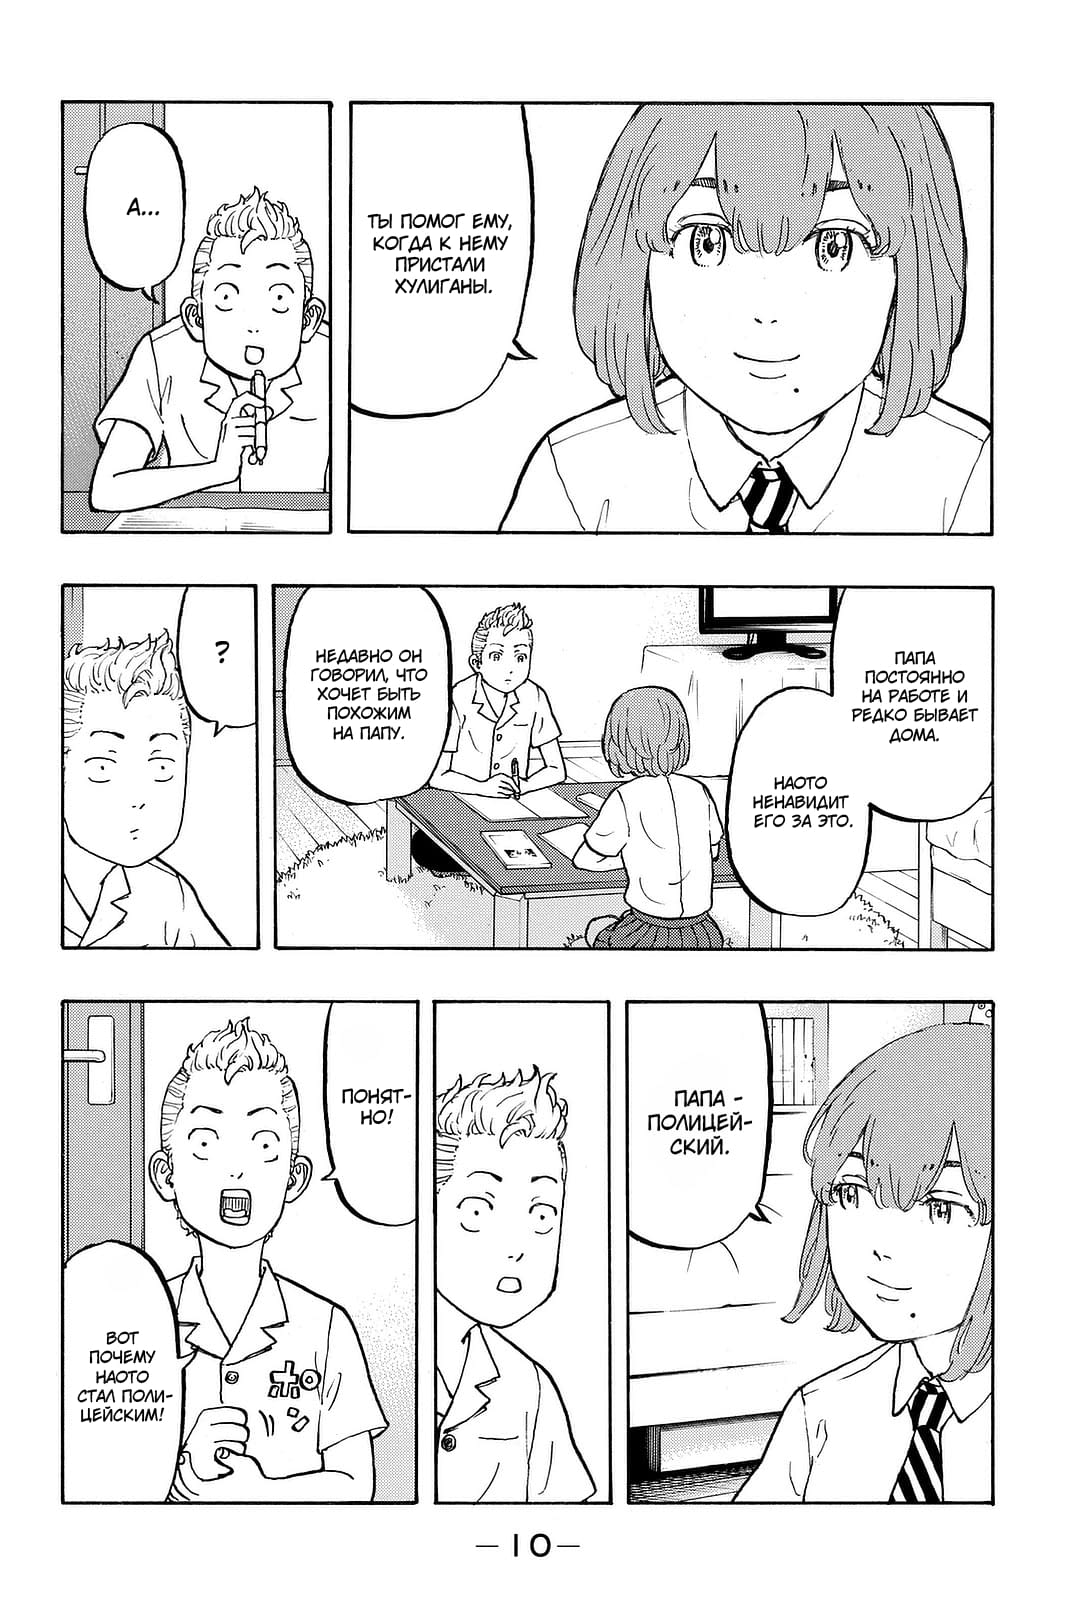 ТЫ ПОМОГ ЕМУ,
КОГДА К НЕМУ
ПРИСТАЛИ
ХУЛИГАНЫ.
А...
ПАПА
ПОСТОЯННО
НА РАБОТЕ И
РЕДКО БЫВАЕТ
ДОМА.
НАОТО
НЕНАВИДИТ
ЕГО ЗА ЭТО.
НЕДАВНО ОН
ГОВОРИЛ, ЧТО
ХОЧЕТ БЫТЬ
ПОХОЖИМ
НА ПАПУ.
?
ПАПА -
ПОЛИЦЕЙ-
СКИЙ.
ПОНЯТ-
НО!
ポ
ン
ВОТ
ПОЧЕМУ
НАОТО
СТАЛ ПОЛИ-
ЦЕЙСКИМ!
— 10 —